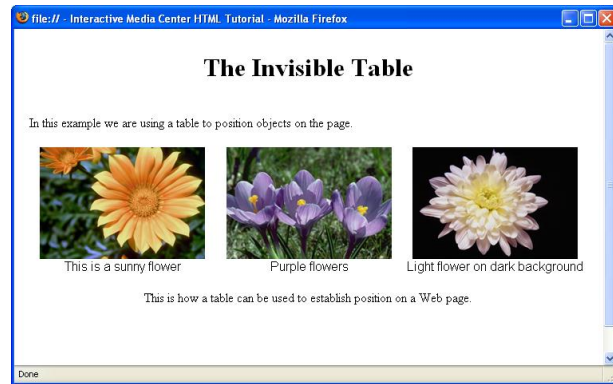 file:// - Interactive Media Center HTML Tutorial - Mozilla Firefox
The Invisible Table
In this example we are using a table to position objects on the page.
This is a sunny flower
Purple flowers
Light flower on dark background
This is how a table can be used to establish position on a Web page.
Done